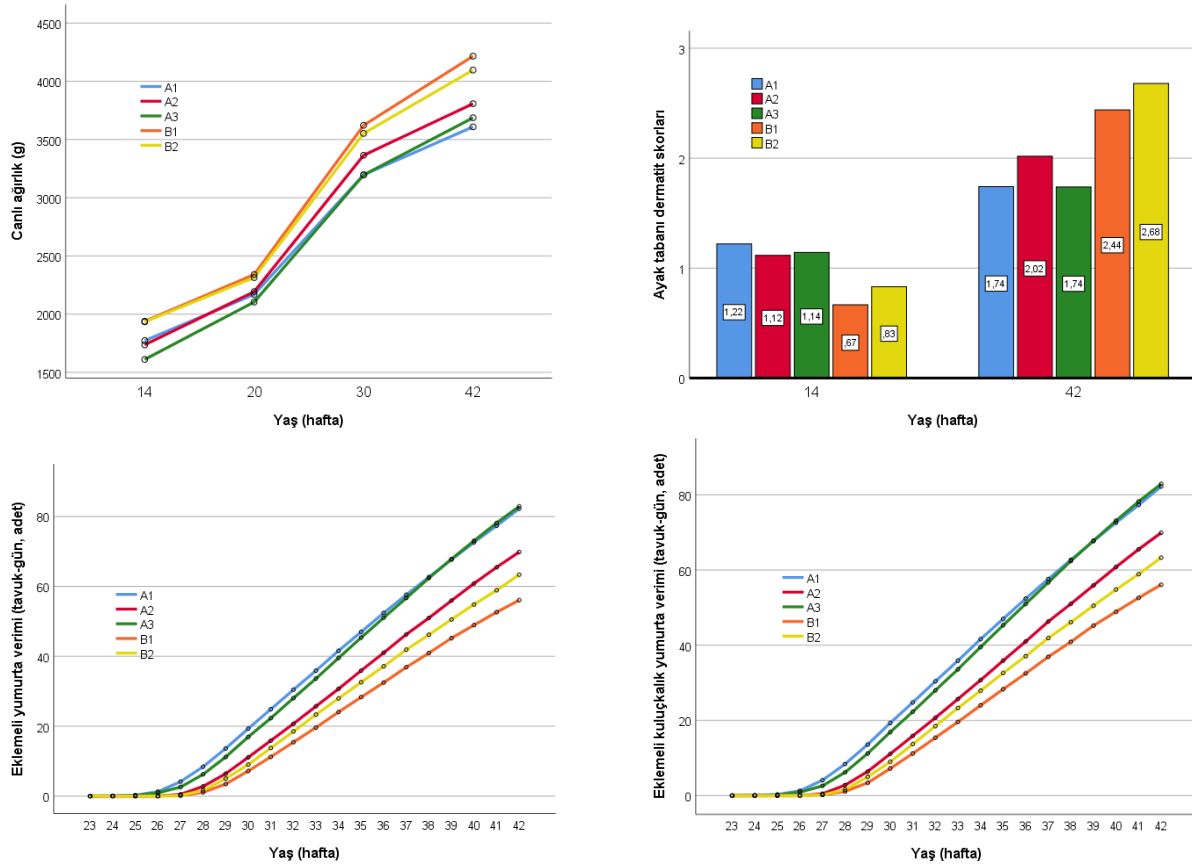 4500
4000
3500
3000
2500
2000
1500
Canlı ağırlık (g)
A1
A2
A3
B1
B2
14 20 30 42
Yaş (hafta)
3
2
1
0
Ayak tabanı dermatit skorları
A1
A2
A3
B1
B2
1,22 1,12 1,14 ,67 ,83 1,74 2,02 1,74 2,44 2,68
14 42
Yaş (hafta)
80
60
40
20
0
Eklemeli yumurta verimi (tavuk-gün, adet)
A1
A2
A3
B1
B2
23 24 25 26 27 28 29 30 31 32 33 34 35 36 37 38 39 40 41 42
Yaş (hafta)
80
60
40
20
0
Eklemeli kuluçkalık yumurta verimi (tavuk-gün, adet)
A1
A2
A3
B1
B2
23 24 25 26 27 28 29 30 31 32 33 34 35 36 37 38 39 40 41 42
Yaş (hafta)